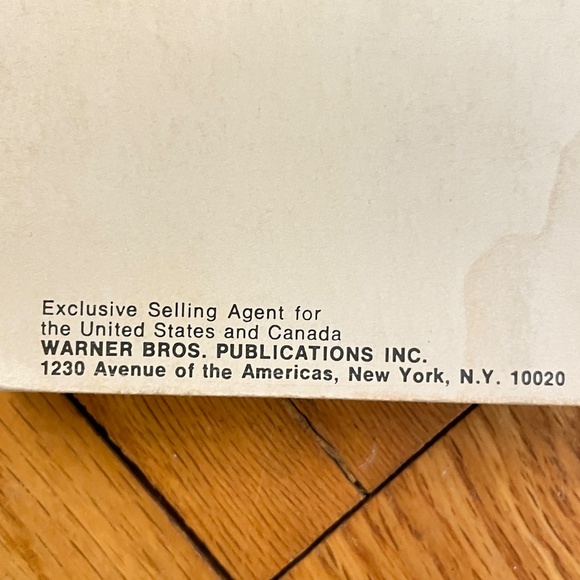 Exclusive Selling Agent for
the United States and Canada
WARNER BROS. PUBLICATIONS INC.
1230 Avenue of the Americas, New York, N.Y. 10020